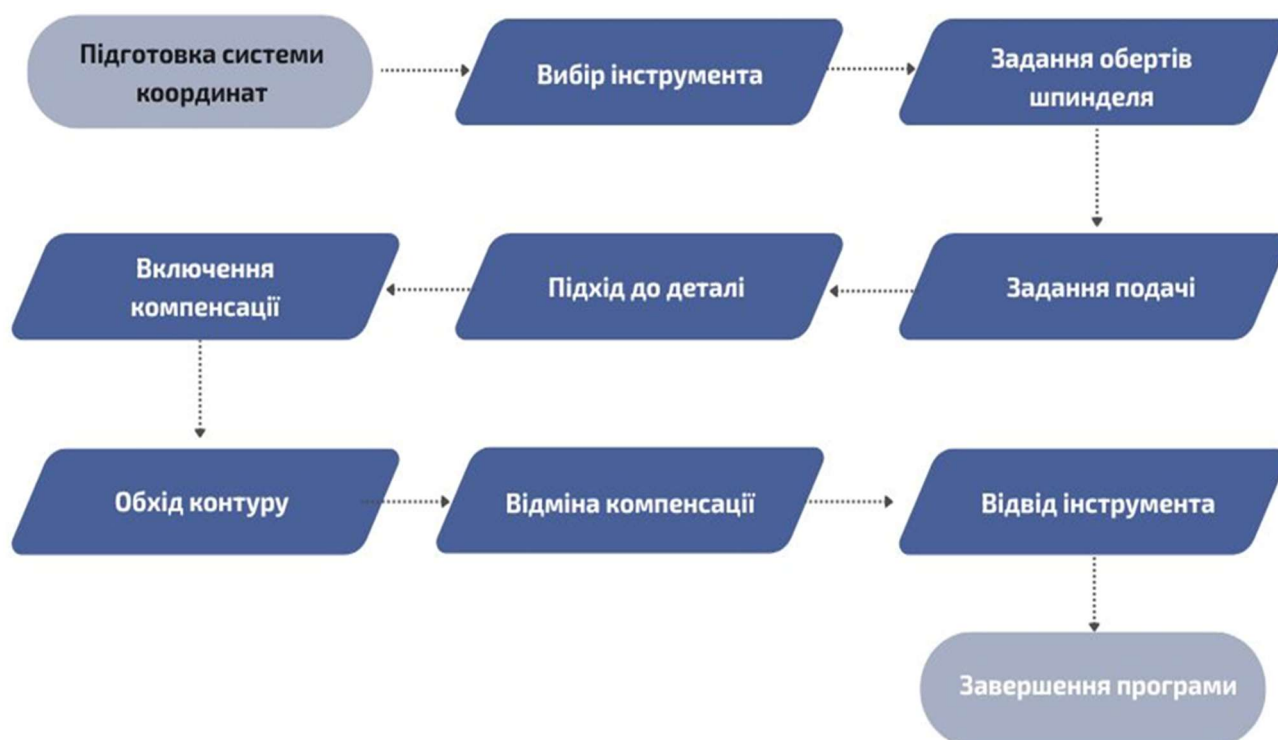 Підготовка системи
координат
Вибір інструмента
Задання обертів
шпинделя
Задання подачі
Підхід до деталі
Включення
компенсації
Обхід контуру
Відміна компенсації
Відвід інструмента
Завершення програми